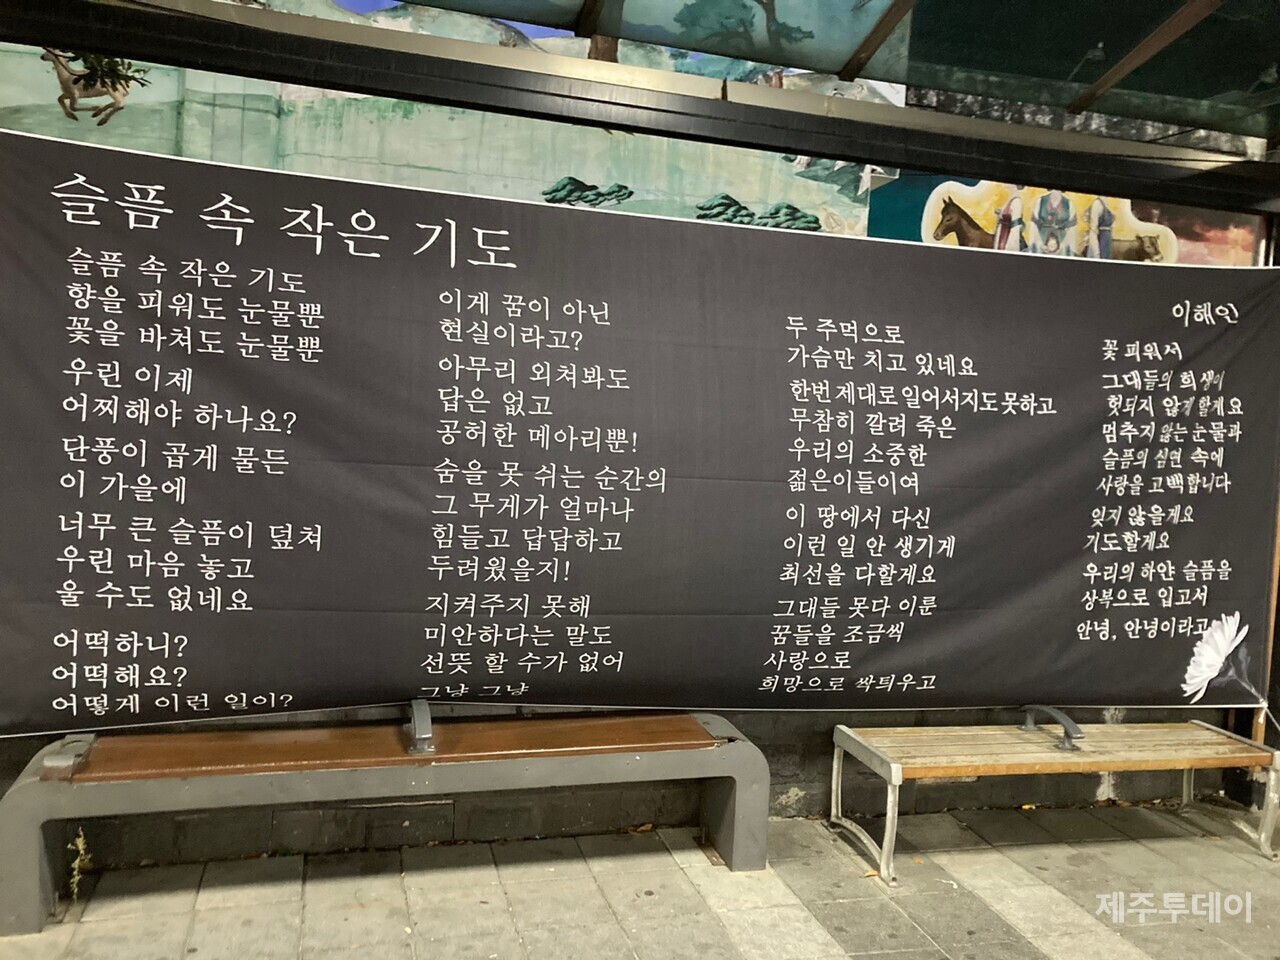 슬픔 속 작은 기도
슬픔 속 작은 기도
향을 피워도 눈물뿐
꽃을 바쳐도 눈물뿐
우린 이제
어찌해야 하나요?
단풍이 곱게 물든
이 가을에
너무 큰 슬픔이 덮쳐
우린 마음 놓고
울 수도 없네요
어떡하니?
어떡해요?
어떻게 이런 일이?
이게 꿈이 아닌
현실이라고?
아무리 외쳐봐도
답은 없고
공허한 메아리뿐!
숨을 못 쉬는 순간의
그 무게가 얼마나
힘들고 답답하고
두려웠을지!
지켜주지 못해
미안하다는 말도
선뜻 할 수가 없어
그냥 그냥
두 주먹으로
가슴만 치고 있네요
한번 제대로 일어서지도 못하고
무참히 깔려 죽은
우리의 소중한
젊은이들이여
이 땅에서 다신
이런 일 안 생기게
최선을 다할게요
그대들 못다 이룬
꿈들을 조금씩
사랑으로
희망으로 싹틔우고
이해인
꽃 피워서
그대들의 희생이
헛되지 않게 할게요
멈추지 않는 눈물과
슬픔의 심연 속에
사랑을 고백합니다
잊지 않을게요
기도할게요
우리의 하얀 슬픔을
상복으로 입고서
안녕, 안녕이라고
제주투데이